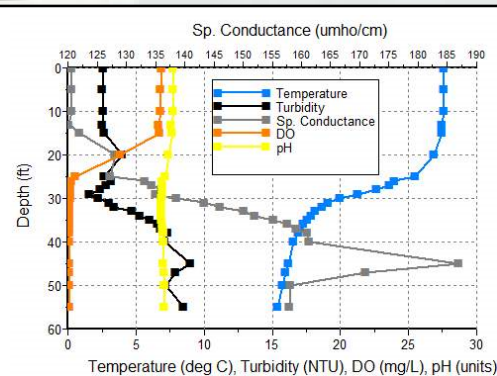 Sp. Conductance (umho/cm)
120 125 130 135 140 145 150 155 160 165 170 175 180 185 190
0
10
20
30
40
50
60
Depth (ft)
Temperature
Turbidity
Sp. Conductance
DO
pH
0 5 10 15 20 25 30
Temperature (deg C), Turbidity (NTU), DO (mg/L), pH (units)